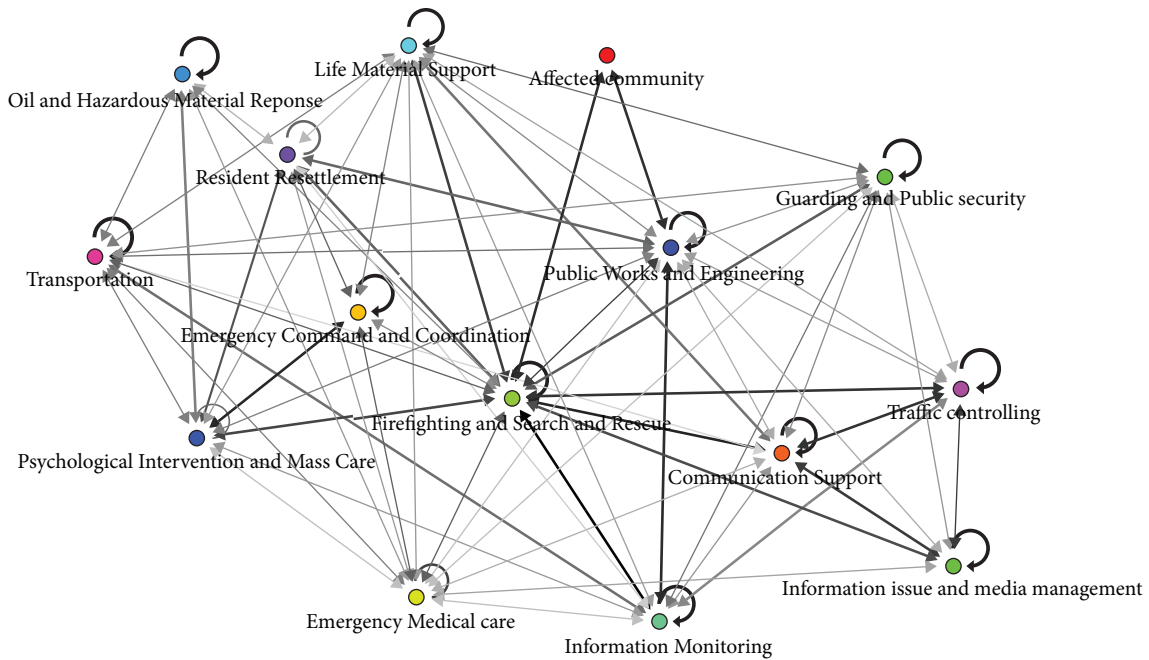 Life Material Support
Affected community
Oil and Hazardous Material Reponse
Resident Resettlement
Guarding and Public security
Transportation
Public Works and Engineering
Emergency Command and Coordination
Traffic controlling
Firefighting and Search and Rescue
Psychological Intervention and Mass Care
Communication Support
Information issue and media management
Emergency Medical care
Information Monitoring